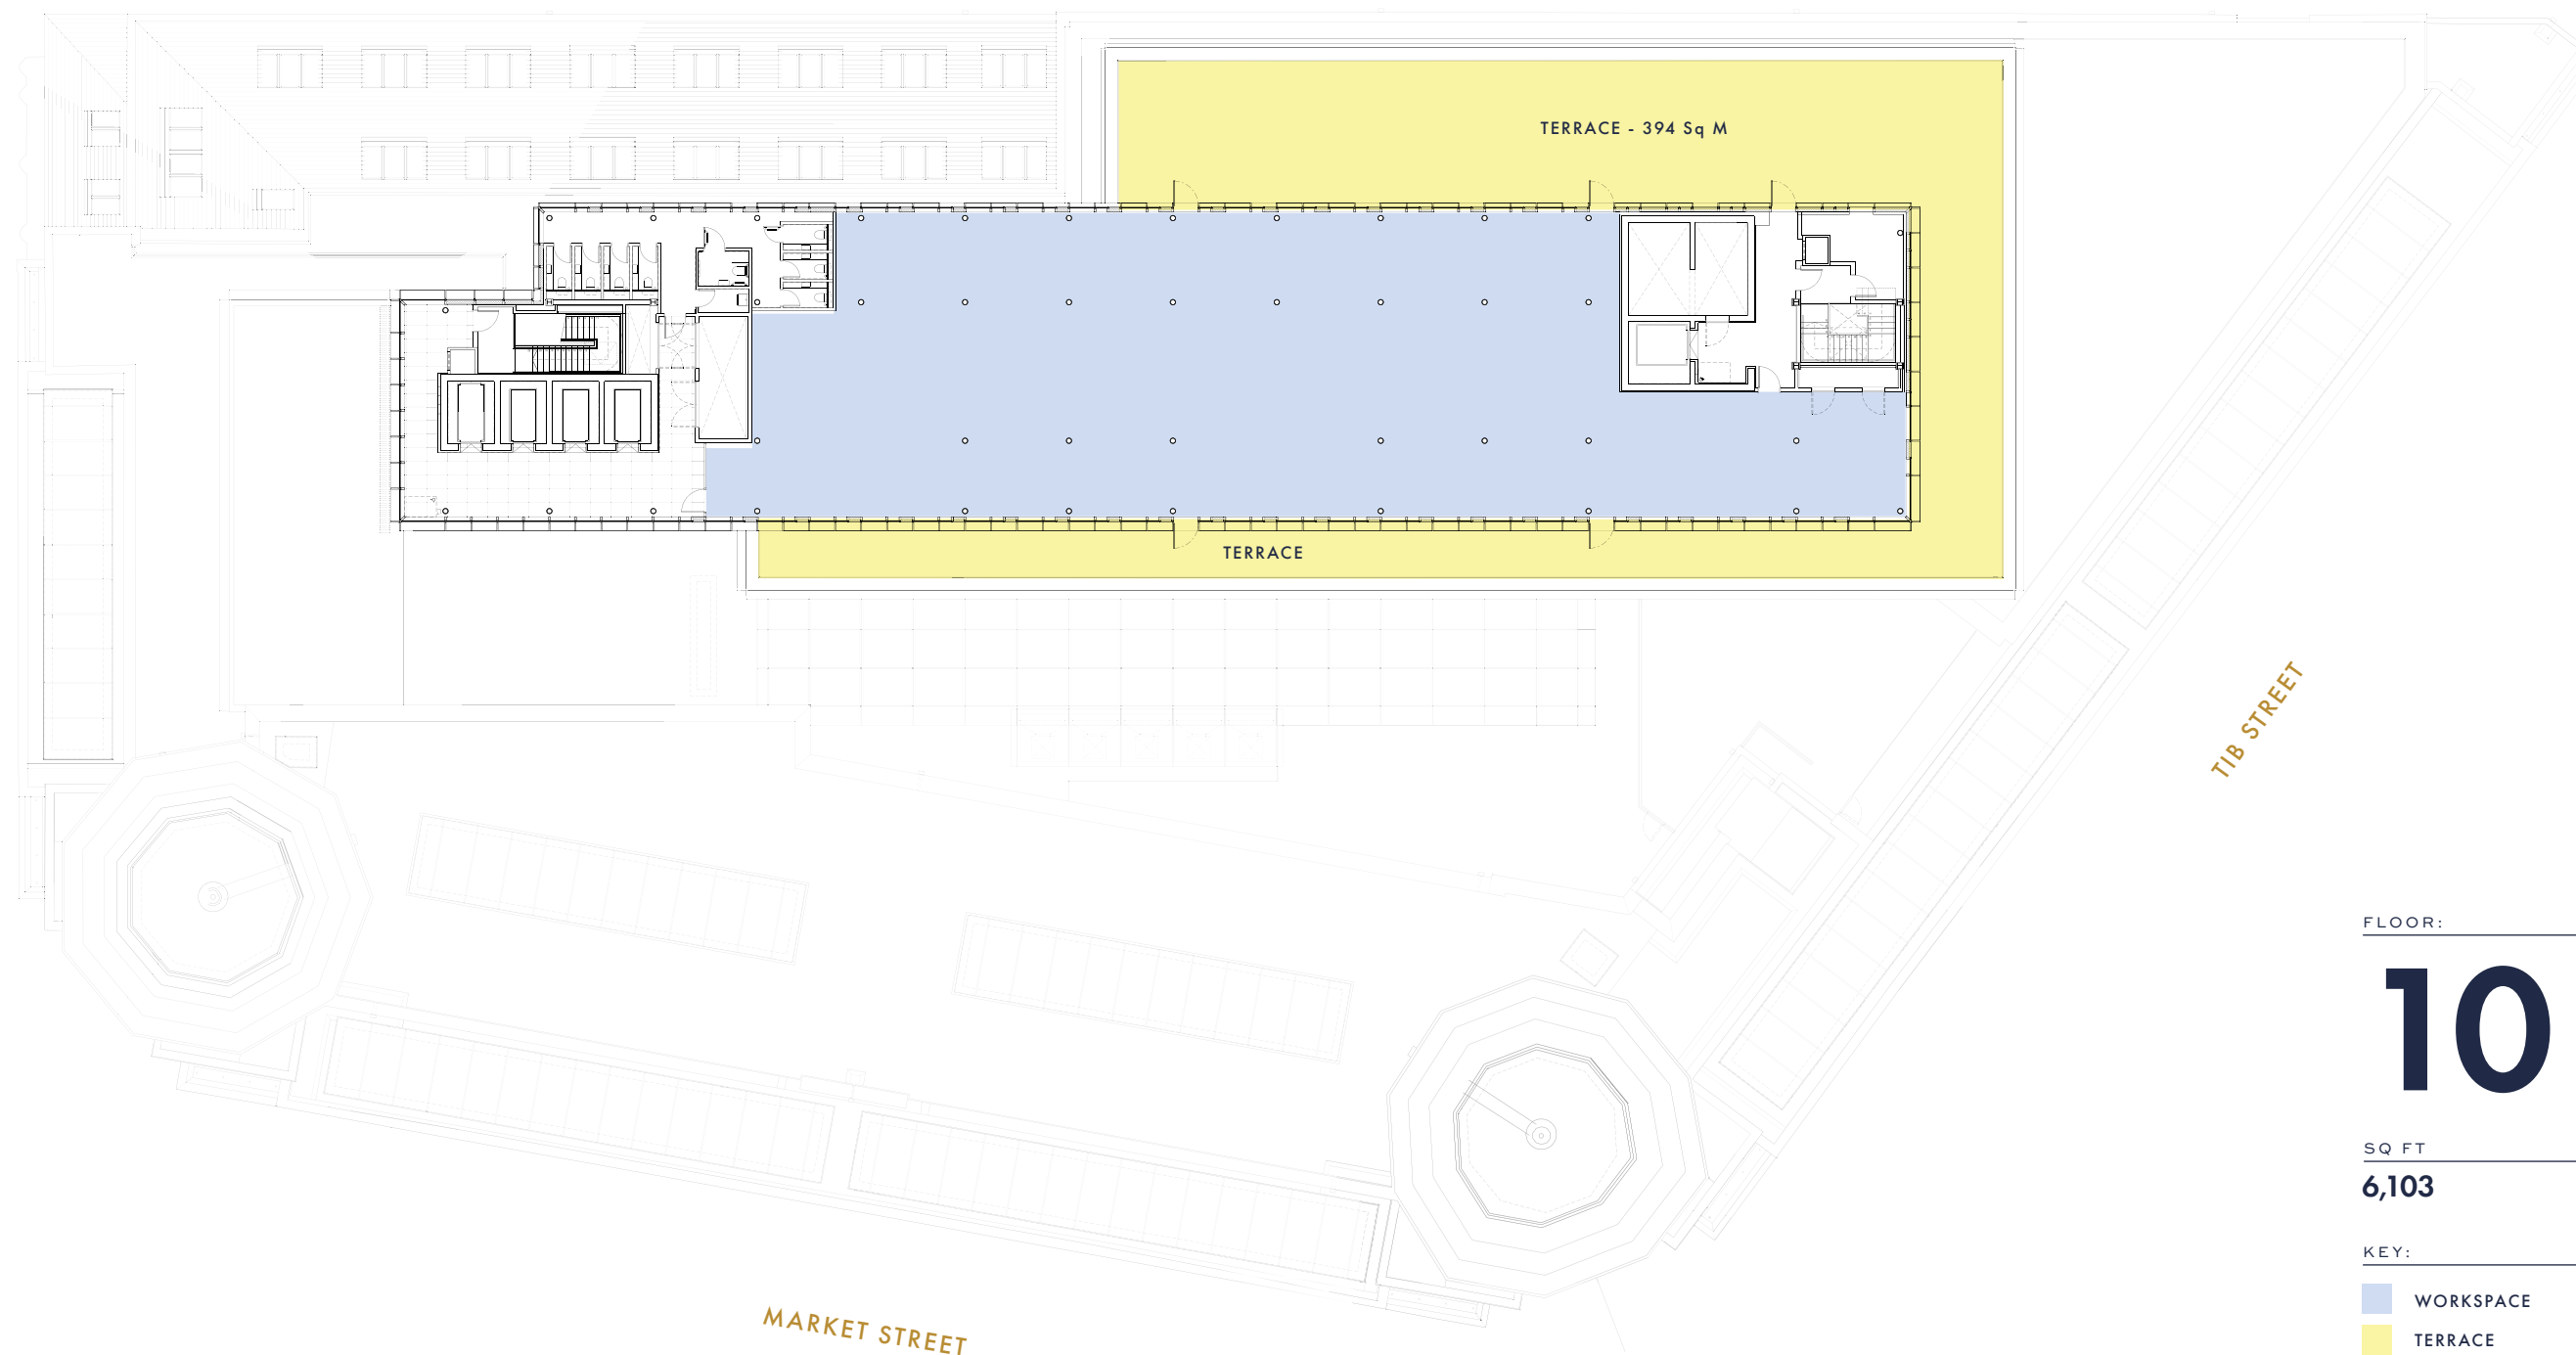 TERRACE - 394 Sq M
TERRACE
TIB STREET
FLOOR:
10
SQ FT
6,103
KEY:
WORKSPACE
TERRACE
MARKET STREET